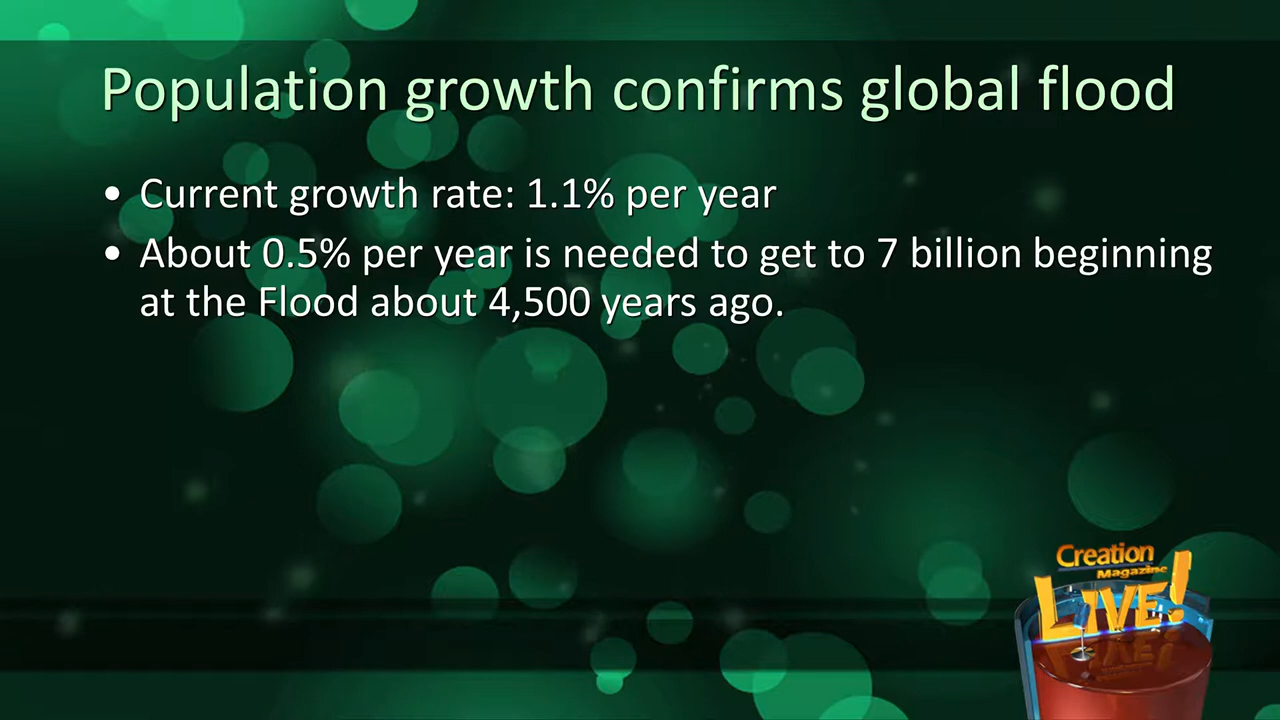 Population growth confirms global flood
• Current growth rate: 1.1% per year
• About 0.5% per year is needed to get to 7 billion beginning
at the Flood about 4,500 years ago.
Creation
Magazine
LIVE!